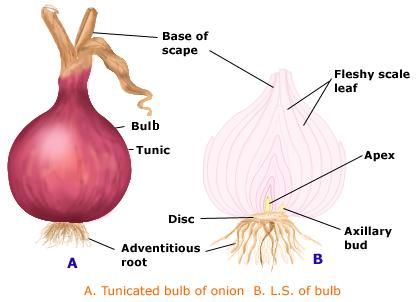 Base of
scape
Fleshy scale
leaf
Bulb
Tunic
Apex
Disc
Axillary
bud
Adventitious
root
A
B
A. Tunicated bulb of onion B. L.S. of bulb